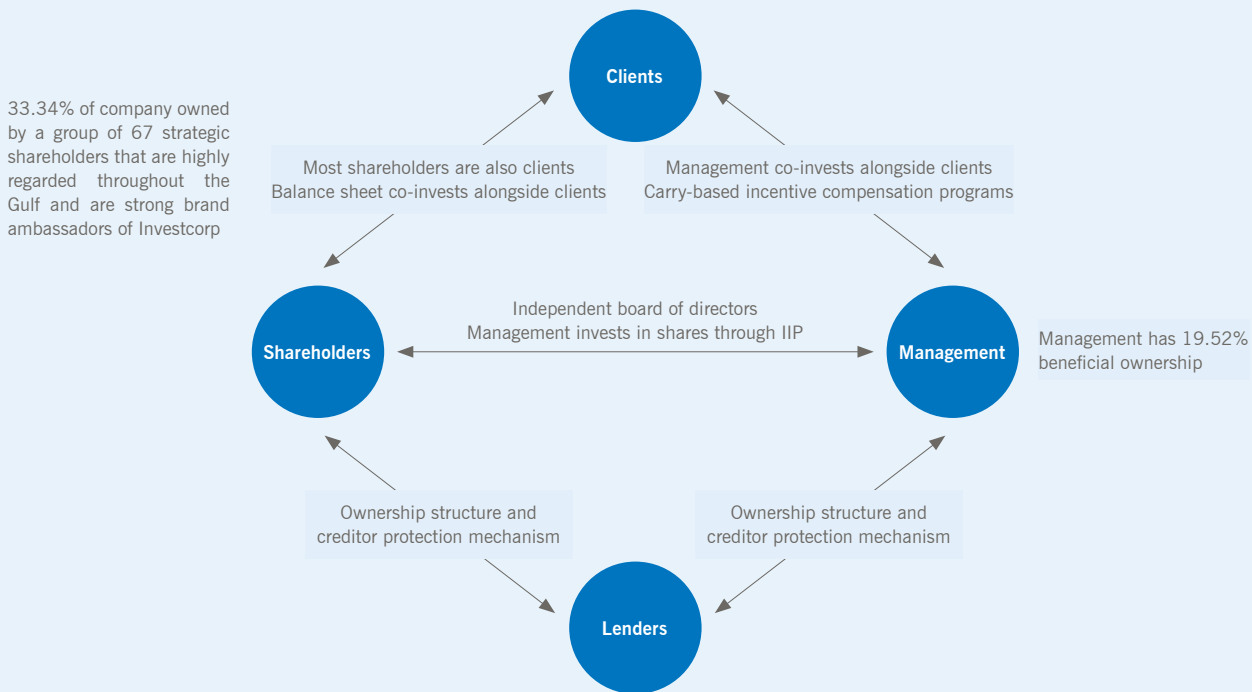 Clients
33.34% of company owned
by a group of 67 strategic
shareholders that are highly
regarded throughout the
Gulf and are strong brand
ambassadors of Investcorp
Most shareholders are also clients
Balance sheet co-invests alongside clients
Management co-invests alongside clients
Carry-based incentive compensation programs
Shareholders
Independent board of directors
Management invests in shares through IIP
Management
Management has 19.52%
beneficial ownership
Ownership structure and
creditor protection mechanism
Ownership structure and
creditor protection mechanism
Lenders